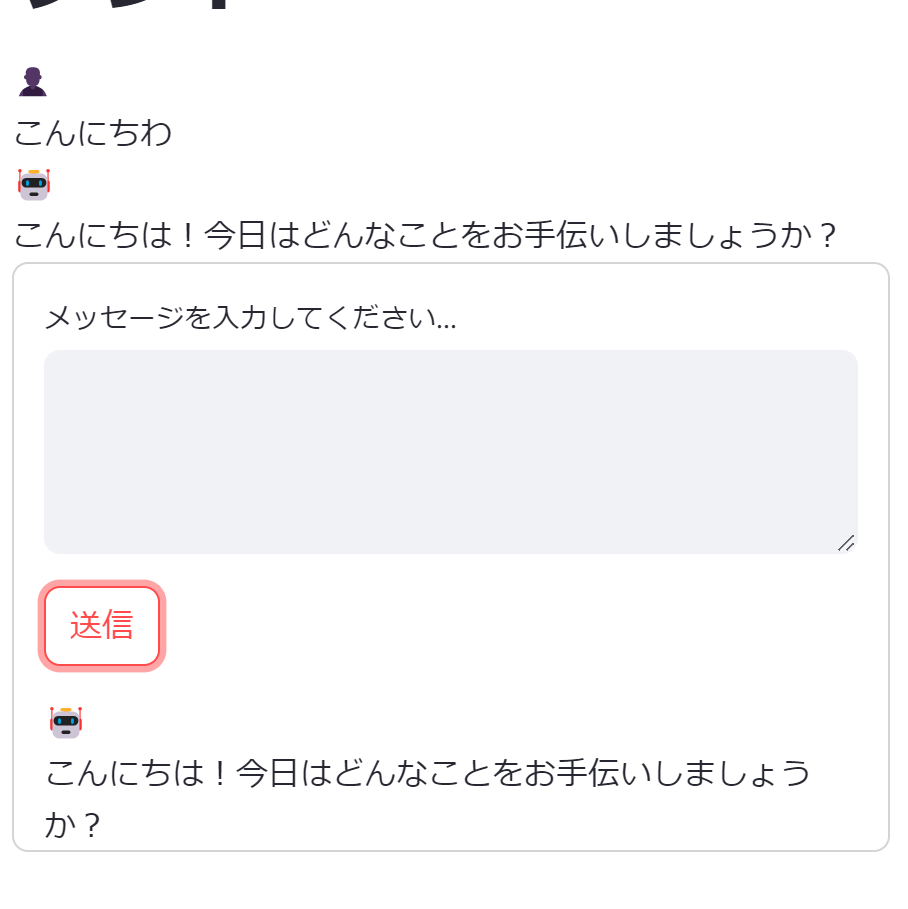 こんにちわ
こんにちは！今日はどんなことをお手伝いしましょうか？
メッセージを入力してください...
送信
こんにちは！今日はどんなことをお手伝いしましょう
か？